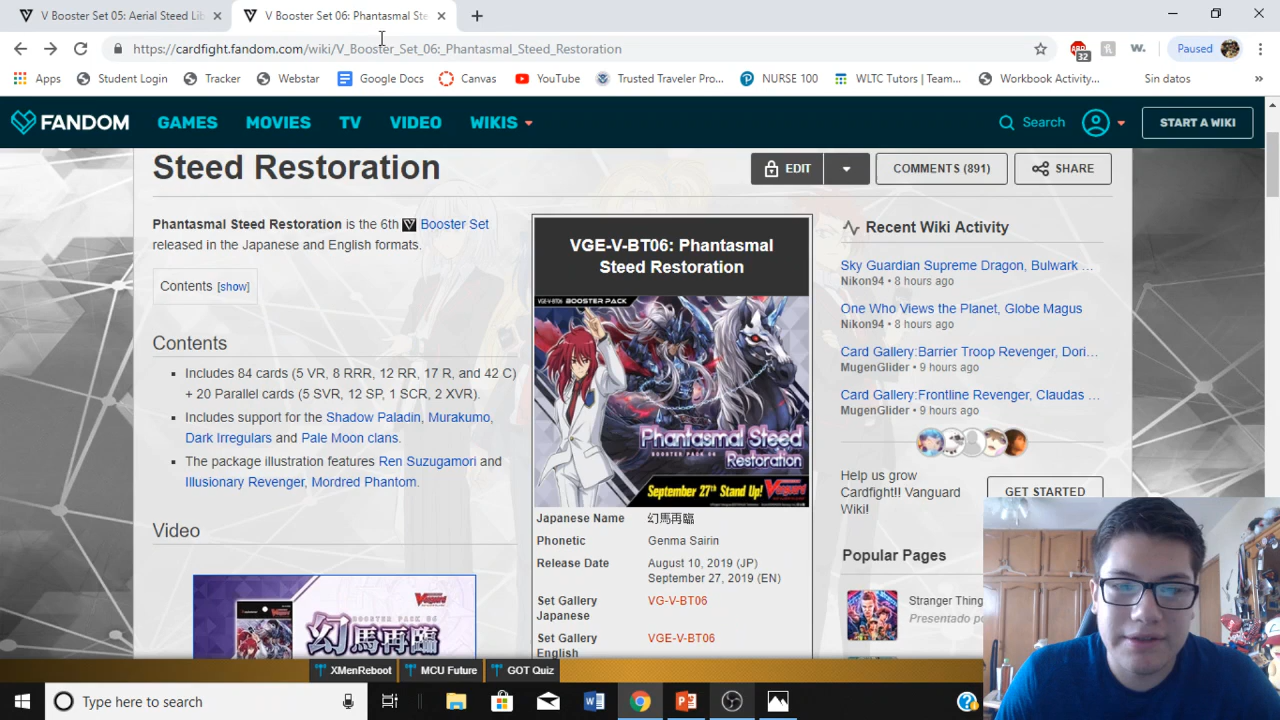 V Booster Set 05: Aerial Steed Lib
V Booster Set 06: Phantasmal Ste
https://cardfight.fandom.com/wiki/V_Booster_Set_06:_Phantasmal_Steed_Restoration
32
w.
Paused
Apps
Student Login
Tracker
Webstar
Google Docs
Canvas
YouTube
Trusted Traveler Pro...
NURSE 100
WLTC Tutors | Team...
Workbook Activity...
Sin datos
»
FANDOM
GAMES
MOVIES
TV
VIDEO
WIKIS
Search
START A WIKI
Steed Restoration
EDIT
COMMENTS (891)
SHARE
Phantasmal Steed Restoration is the 6th V Booster Set
released in the Japanese and English formats.
Contents [show]
Contents
Includes 84 cards (5 VR, 8 RRR, 12 RR, 17 R, and 42 C)
+ 20 Parallel cards (5 SVR, 12 SP, 1 SCR, 2 XVR).
Includes support for the Shadow Paladin, Murakumo,
Dark Irregulars and Pale Moon clans.
The package illustration features Ren Suzugamori and
Illusionary Revenger, Mordred Phantom.
Video
VANGUARD
幻馬再臨
BOOSTER PACK 06
VGE-V-BT06: Phantasmal
Steed Restoration
VGE-V-BT06 BOOSTER PACK
Phantasmal Steed
BOOSTER PACK 06
Restoration
September 27th Stand Up! VANGUARD
Japanese Name 幻馬再臨
Phonetic Genma Sairin
Release Date August 10, 2019 (JP)
September 27, 2019 (EN)
Set Gallery VG-V-BT06
Japanese
Set Gallery VGE-V-BT06
English
Recent Wiki Activity
Sky Guardian Supreme Dragon, Bulwark ...
Nikon94 • 8 hours ago
One Who Views the Planet, Globe Magus
Nikon94 • 8 hours ago
Card Gallery:Barrier Troop Revenger, Dori...
MugenGlider • 9 hours ago
Card Gallery:Frontline Revenger, Claudas ...
MugenGlider • 9 hours ago
Help us grow
Cardfight!! Vanguard
Wiki!
GET STARTED
Popular Pages
Stranger Thing
Presentado po
XMenReboot
MCU Future
GOT Quiz
Type here to search